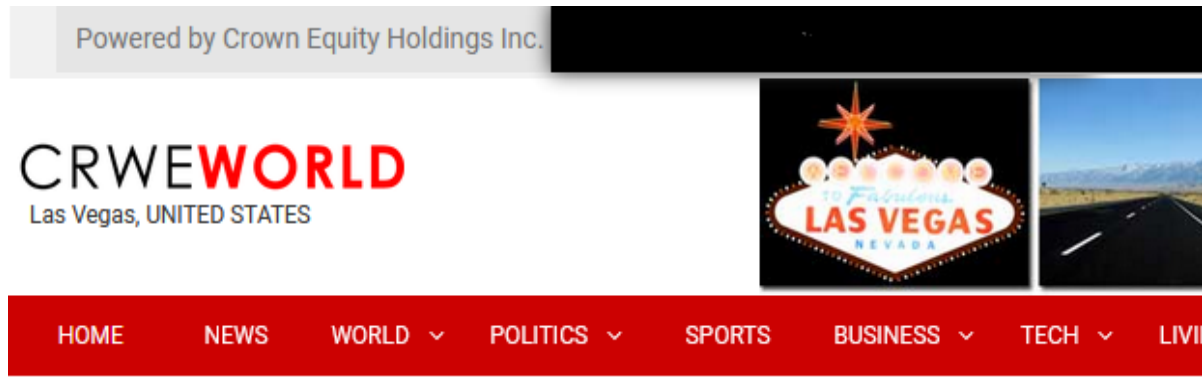 Powered by Crown Equity Holdings Inc.
CRWEWORLD
Las Vegas, UNITED STATES
WELCOME
TO Fabulous
LAS VEGAS
NEVADA
HOME NEWS WORLD POLITICS SPORTS BUSINESS TECH LIVI